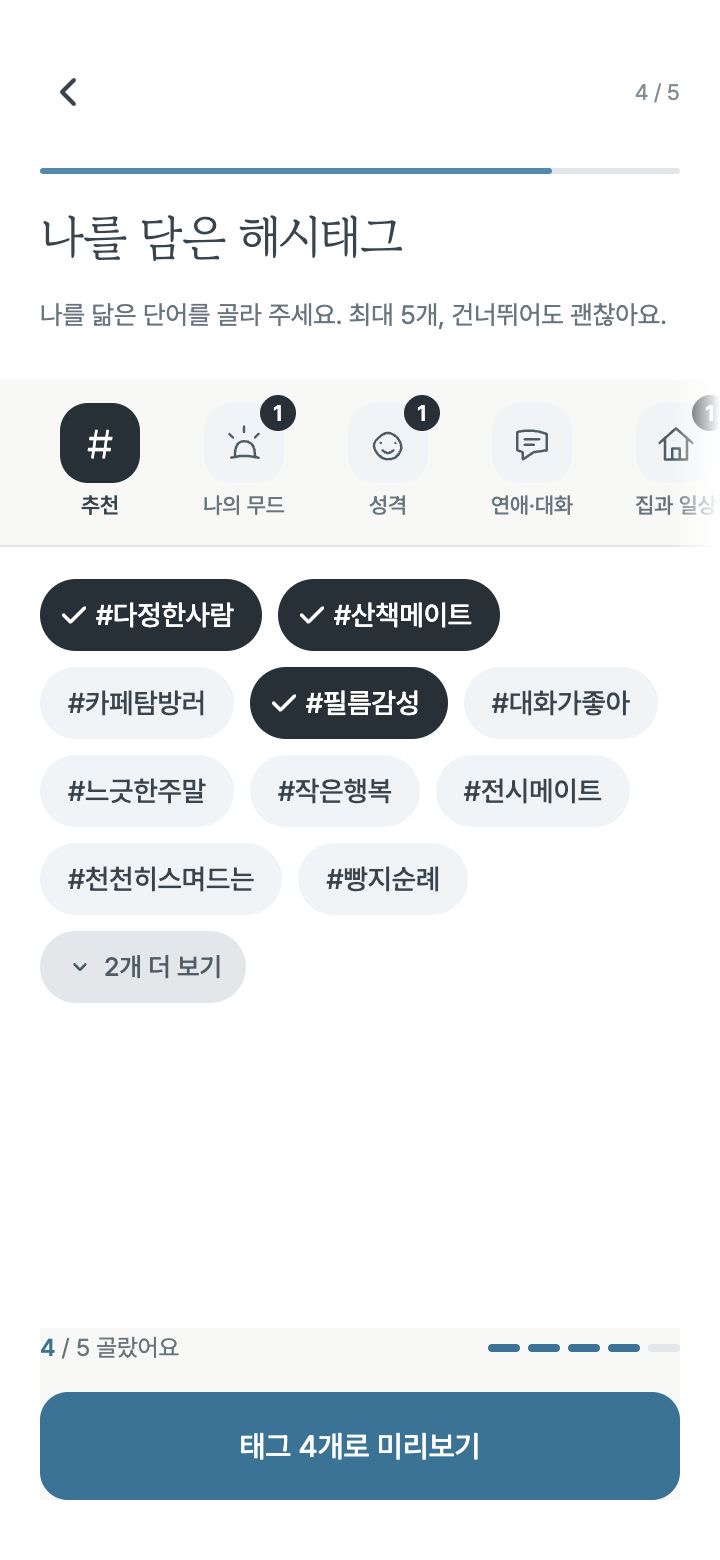 4 / 5
나를 담은 해시태그
나를 닮은 단어를 골라 주세요. 최대 5개, 건너뛰어도 괜찮아요.
# 1 1 1
추천 나의 무드 성격 연애·대화 집과 일상
#다정한사람 #산책메이트
#카페탐방러 #필름감성 #대화가좋아
#느긋한주말 #작은행복 #전시메이트
#천천히스며드는 #빵지순례
2개 더 보기
4 / 5 골랐어요
태그 4개로 미리보기